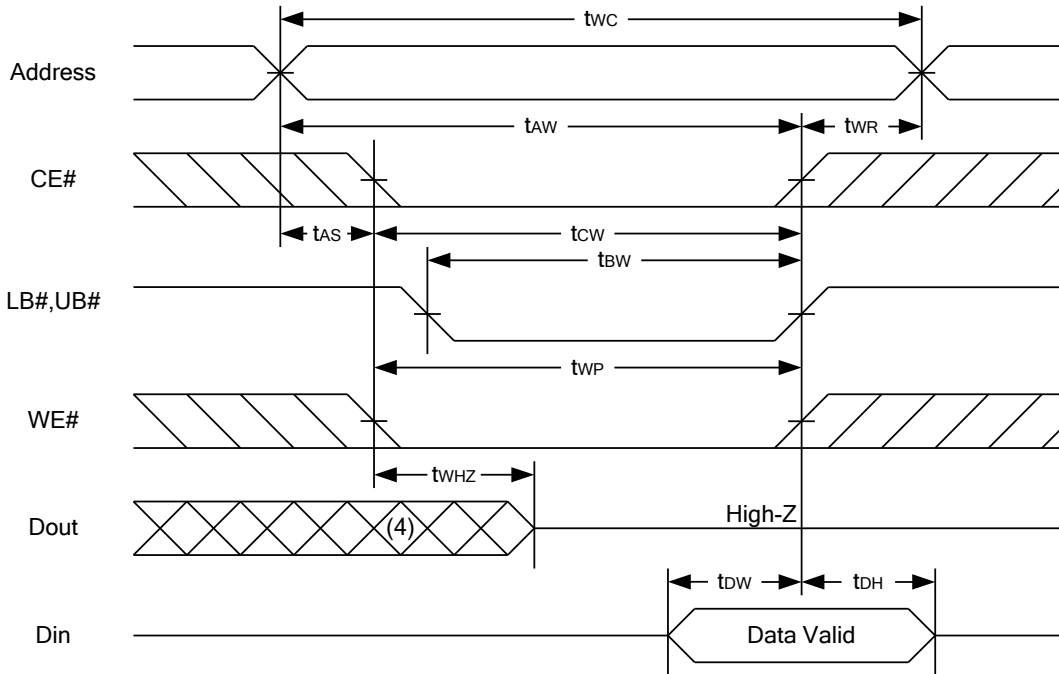 tWC
Address
tAW
tWR
CE#
tAS
tCW
tBW
LB#,UB#
tWP
WE#
tWHZ
Dout
(4)
High-Z
tDW
tDH
Din
Data Valid